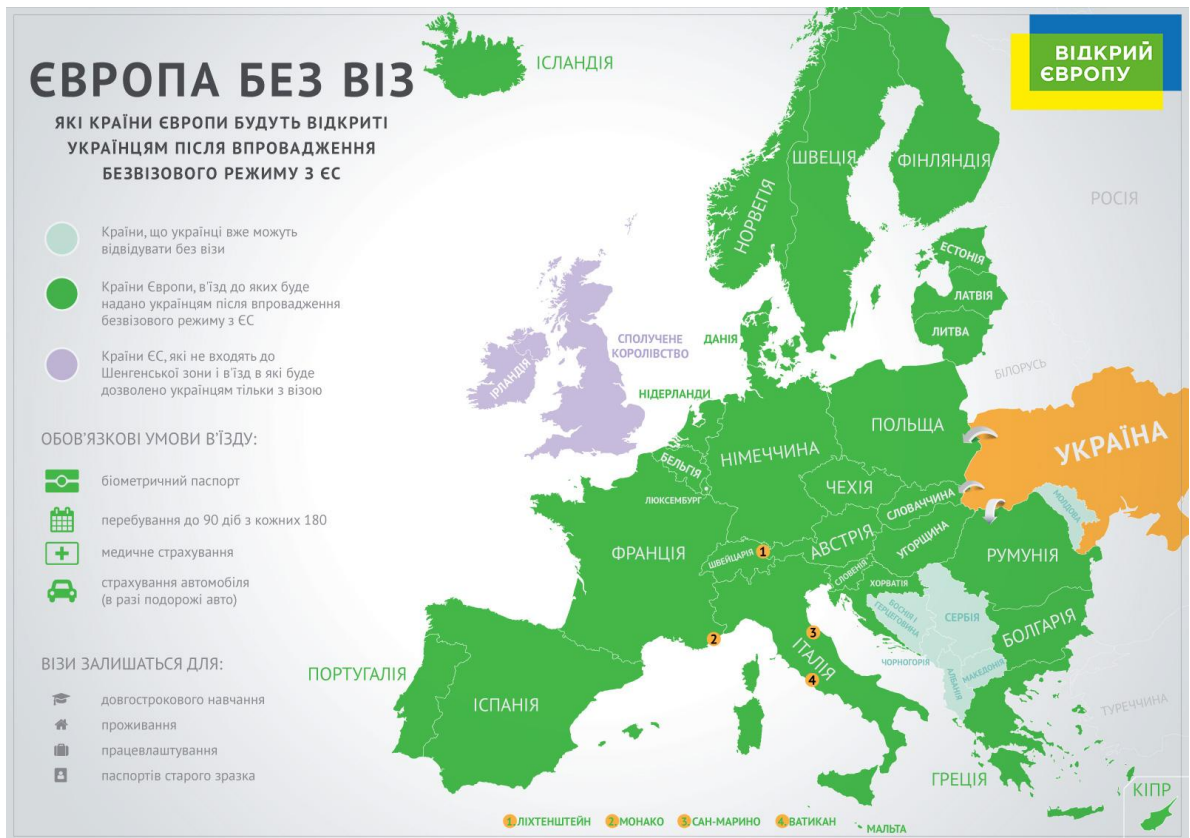 ЄВРОПА БЕЗ ВІЗ
ЯКІ КРАЇНИ ЄВРОПИ БУДУТЬ ВІДКРИТІ
УКРАЇНЦЯМ ПІСЛЯ ВПРОВАДЖЕННЯ
БЕЗВІЗОВОГО РЕЖИМУ З ЄС
Країни, що українці вже можуть
відвідувати без візи
Країни Європи, в'їзд до яких буде
надано українцям після впровадження
безвізового режиму з ЄС
Країни ЄС, які не входять до
Шенгенської зони і в'їзд в які буде
дозволено українцям тільки з візою
ОБОВ'ЯЗКОВІ УМОВИ В'ЇЗДУ:
біометричний паспорт
перебування до 90 діб з кожних 180
медичне страхування
страхування автомобіля
(в разі подорожі авто)
ВІЗИ ЗАЛИШАТЬСЯ ДЛЯ:
довгострокового навчання
проживання
працевлаштування
паспортів старого зразка
ВІДКРИЙ
ЄВРОПУ
ІСЛАНДІЯ
НОРВЕГІЯ
ШВЕЦІЯ
ФІНЛЯНДІЯ
РОСІЯ
ЕСТОНІЯ
ЛАТВІЯ
ЛИТВА
БІЛОРУСЬ
СПОЛУЧЕНЕ
КОРОЛІВСТВО
ІРЛАНДІЯ
ДАНІЯ
НІДЕРЛАНДИ
БЕЛЬГІЯ
ЛЮКСЕМБУРГ
НІМЕЧЧИНА
ПОЛЬЩА
УКРАЇНА
ЧЕХІЯ
СЛОВАЧЧИНА
МОЛДОВА
ФРАНЦІЯ
ШВЕЙЦАРІЯ
1
АВСТРІЯ
УГОРЩИНА
РУМУНІЯ
СЛОВЕНІЯ
ХОРВАТІЯ
БОСНІЯ І
ГЕРЦЕГОВИНА
СЕРБІЯ
БОЛГАРІЯ
2
3
ІТАЛІЯ
4
ЧОРНОГОРІЯ
АЛБАНІЯ
МАКЕДОНІЯ
ПОРТУГАЛІЯ
ІСПАНІЯ
ТУРЕЧЧИНА
ГРЕЦІЯ
КІПР
1. ЛІХТЕНШТЕЙН 2. МОНАКО 3. САН-МАРИНО 4. ВАТИКАН
МАЛЬТА